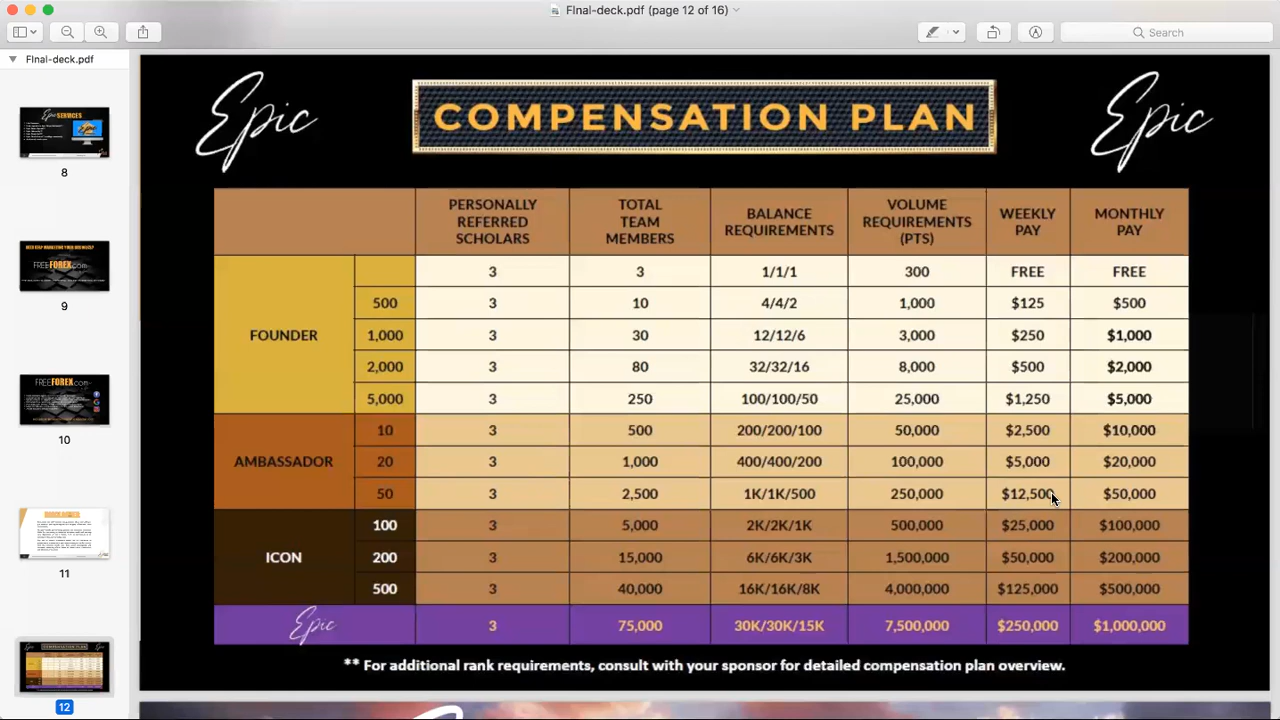 FInal-deck.pdf (page 12 of 16)
Search
FInal-deck.pdf
Epic SERVICES
8
FREEFOREX.com
9
FREEFOREX.com
10
11
COMPENSATION PLAN
12
Epic COMPENSATION PLAN Epic
PERSONALLY REFERRED SCHOLARS TOTAL TEAM MEMBERS BALANCE REQUIREMENTS VOLUME REQUIREMENTS (PTS) WEEKLY PAY MONTHLY PAY
FOUNDER
3 3 1/1/1 300 FREE FREE
500 3 10 4/4/2 1,000 $125 $500
1,000 3 30 12/12/6 3,000 $250 $1,000
2,000 3 80 32/32/16 8,000 $500 $2,000
5,000 3 250 100/100/50 25,000 $1,250 $5,000
AMBASSADOR
10 3 500 200/200/100 50,000 $2,500 $10,000
20 3 1,000 400/400/200 100,000 $5,000 $20,000
50 3 2,500 1K/1K/500 250,000 $12,500 $50,000
ICON
100 3 5,000 2K/2K/1K 500,000 $25,000 $100,000
200 3 15,000 6K/6K/3K 1,500,000 $50,000 $200,000
500 3 40,000 16K/16K/8K 4,000,000 $125,000 $500,000
Epic 3 75,000 30K/30K/15K 7,500,000 $250,000 $1,000,000
** For additional rank requirements, consult with your sponsor for detailed compensation plan overview.